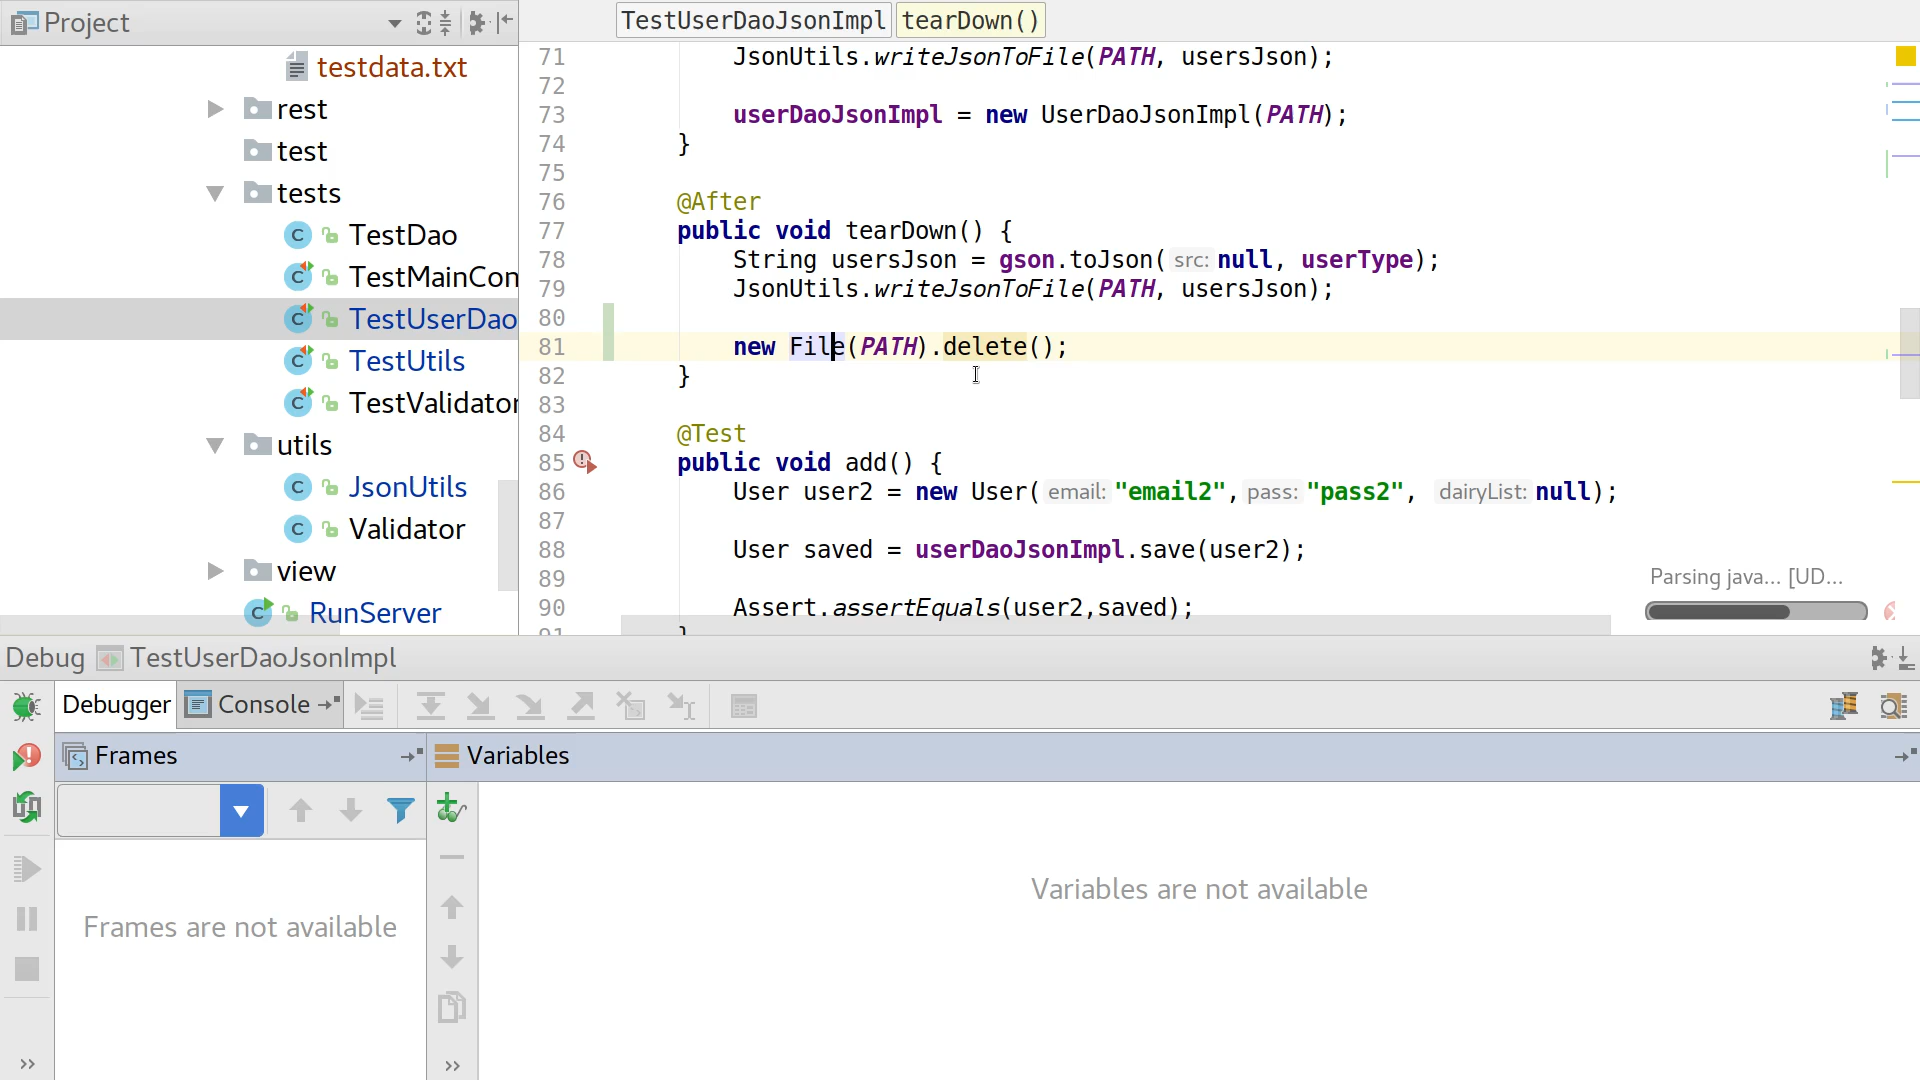 Project
testdata.txt
rest
test
tests
TestDao
TestMainCon
TestUserDao
TestUtils
TestValidator
utils
JsonUtils
Validator
view
RunServer
TestUserDaoJsonImpl tearDown()
71 JsonUtils.writeJsonToFile(PATH, usersJson);
72
73 userDaoJsonImpl = new UserDaoJsonImpl(PATH);
74 }
75
76 @After
77 public void tearDown() {
78 String usersJson = gson.toJson( src: null, userType);
79 JsonUtils.writeJsonToFile(PATH, usersJson);
80
81 new File(PATH).delete();
82 }
83
84 @Test
85 public void add() {
86 User user2 = new User( email: "email2", pass: "pass2", dairyList: null);
87
88 User saved = userDaoJsonImpl.save(user2);
89
90 Assert.assertEquals(user2,saved);
91 }
Parsing java... [UD...
Debug TestUserDaoJsonImpl
Debugger Console
Frames
Variables
Frames are not available
Variables are not available